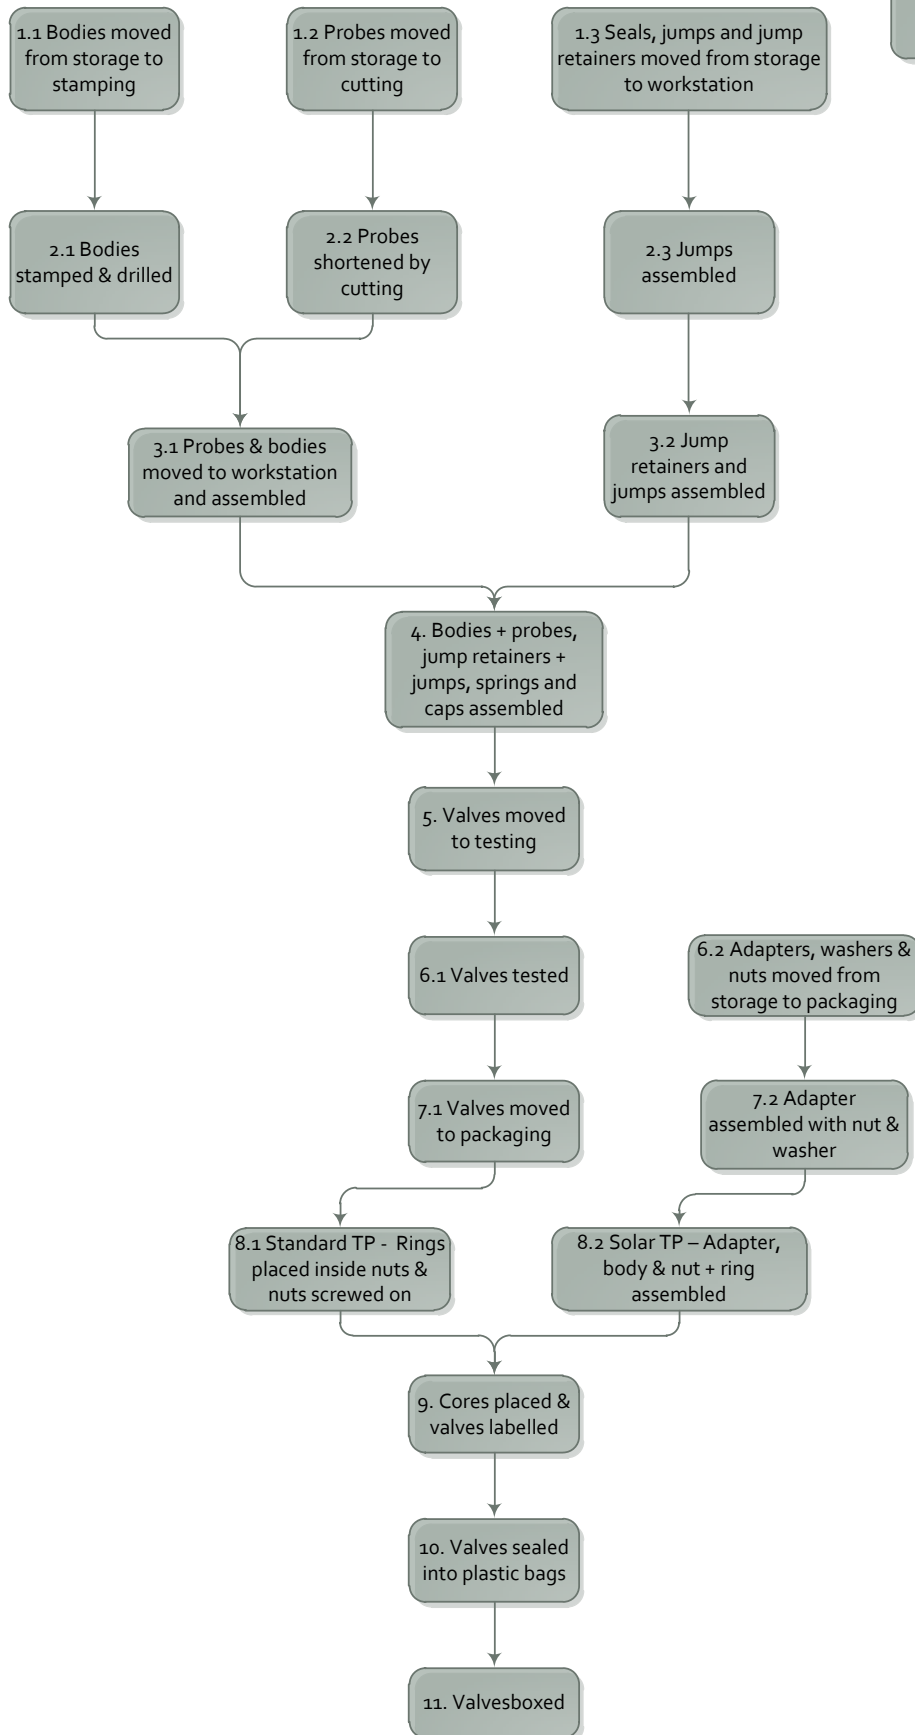 1.1 Bodies moved
from storage to
stamping
1.2 Probes moved
from storage to
cutting
1.3 Seals, jumps and jump
retainers moved from storage
to workstation
2.1 Bodies
stamped & drilled
2.2 Probes
shortened by
cutting
2.3 Jumps
assembled
3.1 Probes & bodies
moved to workstation
and assembled
3.2 Jump
retainers and
jumps assembled
4. Bodies + probes,
jump retainers +
jumps, springs and
caps assembled
5. Valves moved
to testing
6.1 Valves tested
6.2 Adapters, washers &
nuts moved from
storage to packaging
7.1 Valves moved
to packaging
7.2 Adapter
assembled with nut &
washer
8.1 Standard TP - Rings
placed inside nuts &
nuts screwed on
8.2 Solar TP – Adapter,
body & nut + ring
assembled
9. Cores placed &
valves labelled
10. Valves sealed
into plastic bags
11. Valvesboxed